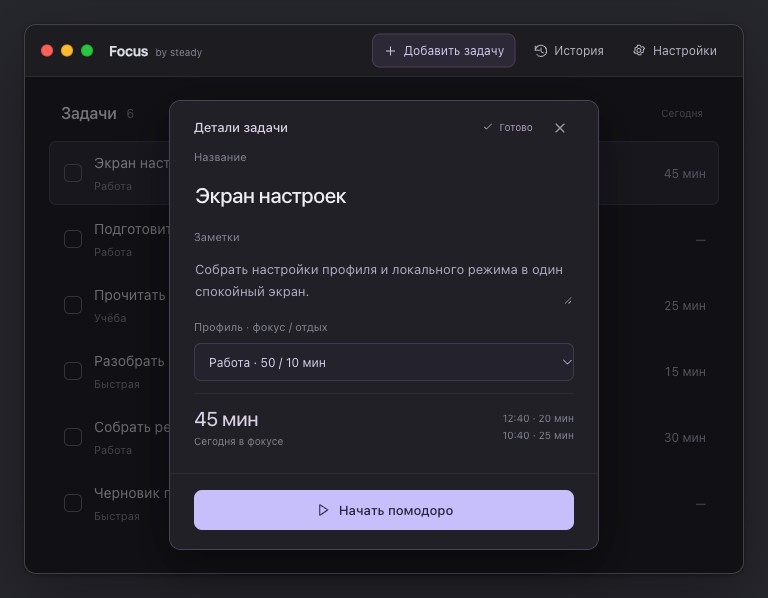 Focus by steady
Добавить задачу
История
Настройки
Задачи 6
Сегодня
Экран
Работа
45 мин
Работа
—
Прочитать
Учёба
25 мин
Разобрать
Быстрая
15 мин
Собрать
Работа
30 мин
Черновик
Быстрая
—
Детали задачи
Готово
Название
Экран настроек
Заметки
Собрать настройки профиля и локального режима в один
спокойный экран.
Профиль · фокус / отдых
Работа · 50 / 10 мин
45 мин
Сегодня в фокусе
12:40 · 20 мин
10:40 · 25 мин
Начать помодоро